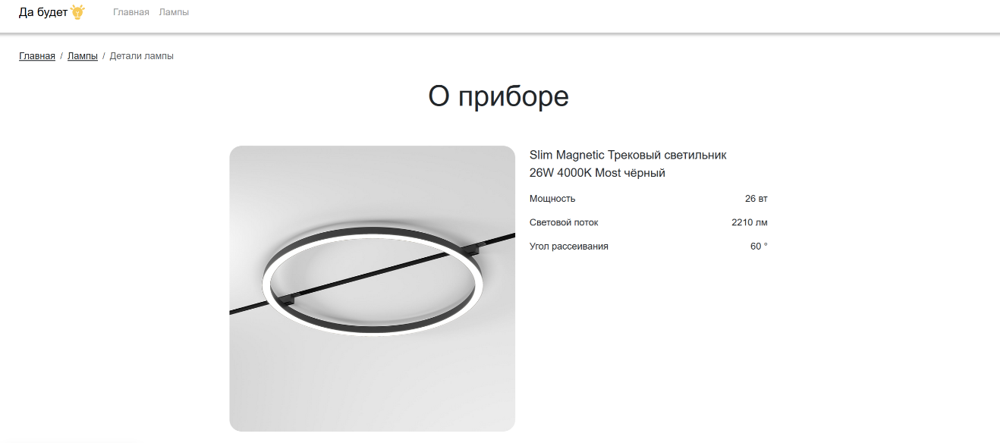 Да будет
Главная Лампы
Главная / Лампы / Детали лампы
О приборе
Slim Magnetic Трековый светильник
26W 4000K Most чёрный
Мощность 26 вт
Световой поток 2210 лм
Угол рассеивания 60 °